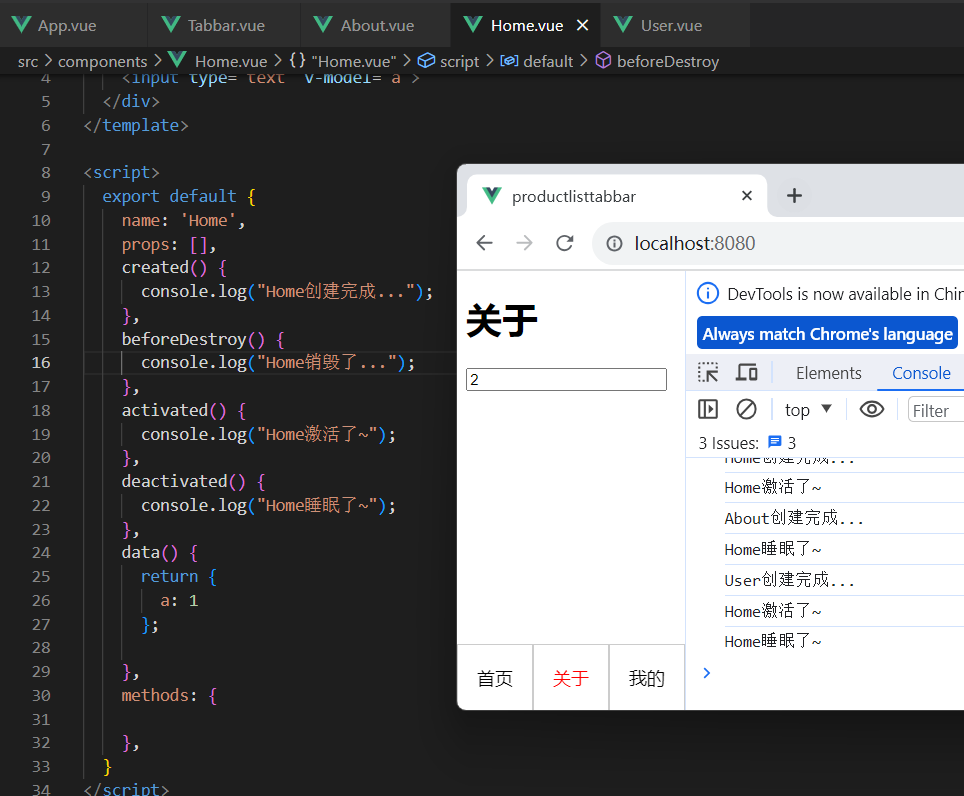 App.vue Tabbar.vue About.vue Home.vue User.vue
src > components > Home.vue > {} "Home.vue" > script > default > beforeDestroy
4 <input type="text" v-model="a">
5 </div>
6 </template>
7
8 <script>
9 export default {
10 name: 'Home',
11 props: [],
12 created() {
13 console.log("Home创建完成...");
14 },
15 beforeDestroy() {
16 console.log("Home销毁了...");
17 },
18 activated() {
19 console.log("Home激活了~");
20 },
21 deactivated() {
22 console.log("Home睡眠了~");
23 },
24 data() {
25 return {
26 a: 1
27 };
28
29 },
30 methods: {
31
32 },
33 }
34 </script>
productlisttabbar
localhost:8080
关于
2
首页 关于 我的
DevTools is now available in Chin
Always match Chrome's language
Elements Console
top Filter
3 Issues: 3
Home创建完成...
Home激活了~
About创建完成...
Home睡眠了~
User创建完成...
Home激活了~
Home睡眠了~